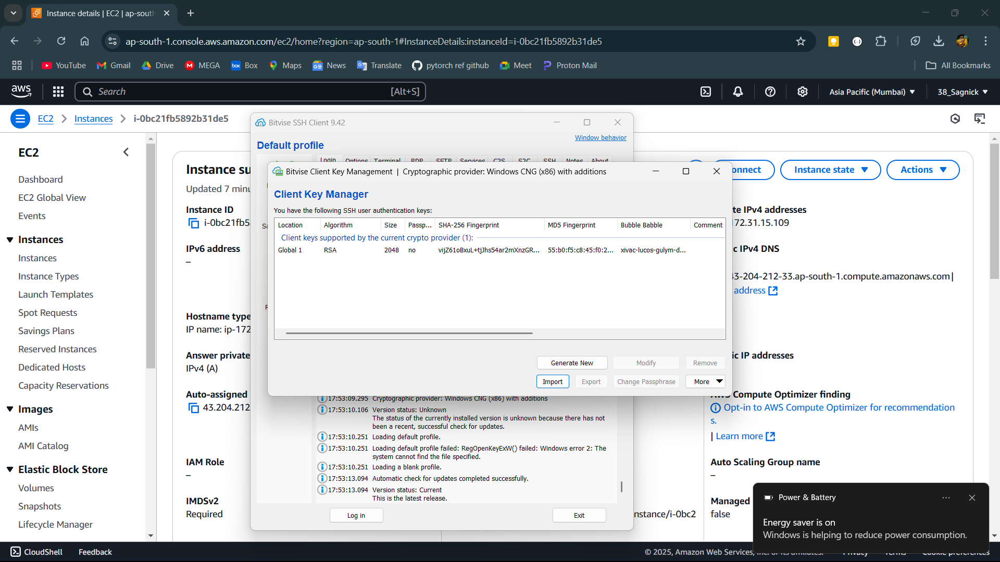 Instance details | EC2 | ap-south
ap-south-1.console.aws.amazon.com/ec2/home?region=ap-south-1#InstanceDetails:instanceId=i-0bc21fb5892b31de5
YouTube Gmail Drive MEGA box Box Maps News Translate pytorch ref github Meet Proton Mail All Bookmarks
aws Search [Alt+S] Asia Pacific (Mumbai) 38_Sagnick
EC2 Instances i-0bc21fb5892b31de5
Bitvise SSH Client 9.42
Window behavior
Default profile
Login Options Terminal RDP SFTP Services C2S S2C SSH Notes About
Bitvise Client Key Management | Cryptographic provider: Windows CNG (x86) with additions
Client Key Manager
You have the following SSH user authentication keys:
Location Algorithm Size Passp... SHA-256 Fingerprint MD5 Fingerprint Bubble Babble Comment
Client keys supported by the current crypto provider (1):
Global 1 RSA 2048 no vijZ61oBxuL+tjJhs54ar2mXnzGR... 55:b0:f5:c8:45:f0:2... xivac-lucos-gulym-d...
Generate New Modify Remove
Import Export Change Passphrase More
17:53:09.295 Cryptographic provider: Windows CNG (x86) with additions
17:53:10.106 Version status: Unknown
The status of the currently installed version is unknown because there has not
been a recent, successful check for updates.
17:53:10.251 Loading default profile.
17:53:10.251 Loading default profile failed: RegOpenKeyExW() failed: Windows error 2: The
system cannot find the file specified.
17:53:10.251 Loading a blank profile.
17:53:13.094 Automatic check for updates completed successfully.
17:53:13.094 Version status: Current
This is the latest release.
Log in Exit
EC2
Dashboard
EC2 Global View
Events
Instances
Instances
Instance Types
Launch Templates
Spot Requests
Savings Plans
Reserved Instances
Dedicated Hosts
Capacity Reservations
Images
AMIs
AMI Catalog
Elastic Block Store
Volumes
Snapshots
Lifecycle Manager
Instance su
Updated 7 minu
Instance ID
i-0bc21fb5
IPv6 address
–
Hostname type
IP name: ip-172
Answer private
IPv4 (A)
Auto-assigned
43.204.212
IAM Role
–
IMDSv2
Required
onnect Instance state Actions
te IPv4 addresses
172.31.15.109
c IPv4 DNS
43-204-212-33.ap-south-1.compute.amazonaws.com |
address
ic IP addresses
AWS Compute Optimizer finding
Opt-in to AWS Compute Optimizer for recommendation
s.
| Learn more
Auto Scaling Group name
–
Managed
false
nstance/i-0bc2
Power & Battery
Energy saver is on
Windows is helping to reduce power consumption.
CloudShell Feedback © 2025, Amazon Web Services, Inc. or its affiliates. Privacy Terms Cookie preferences